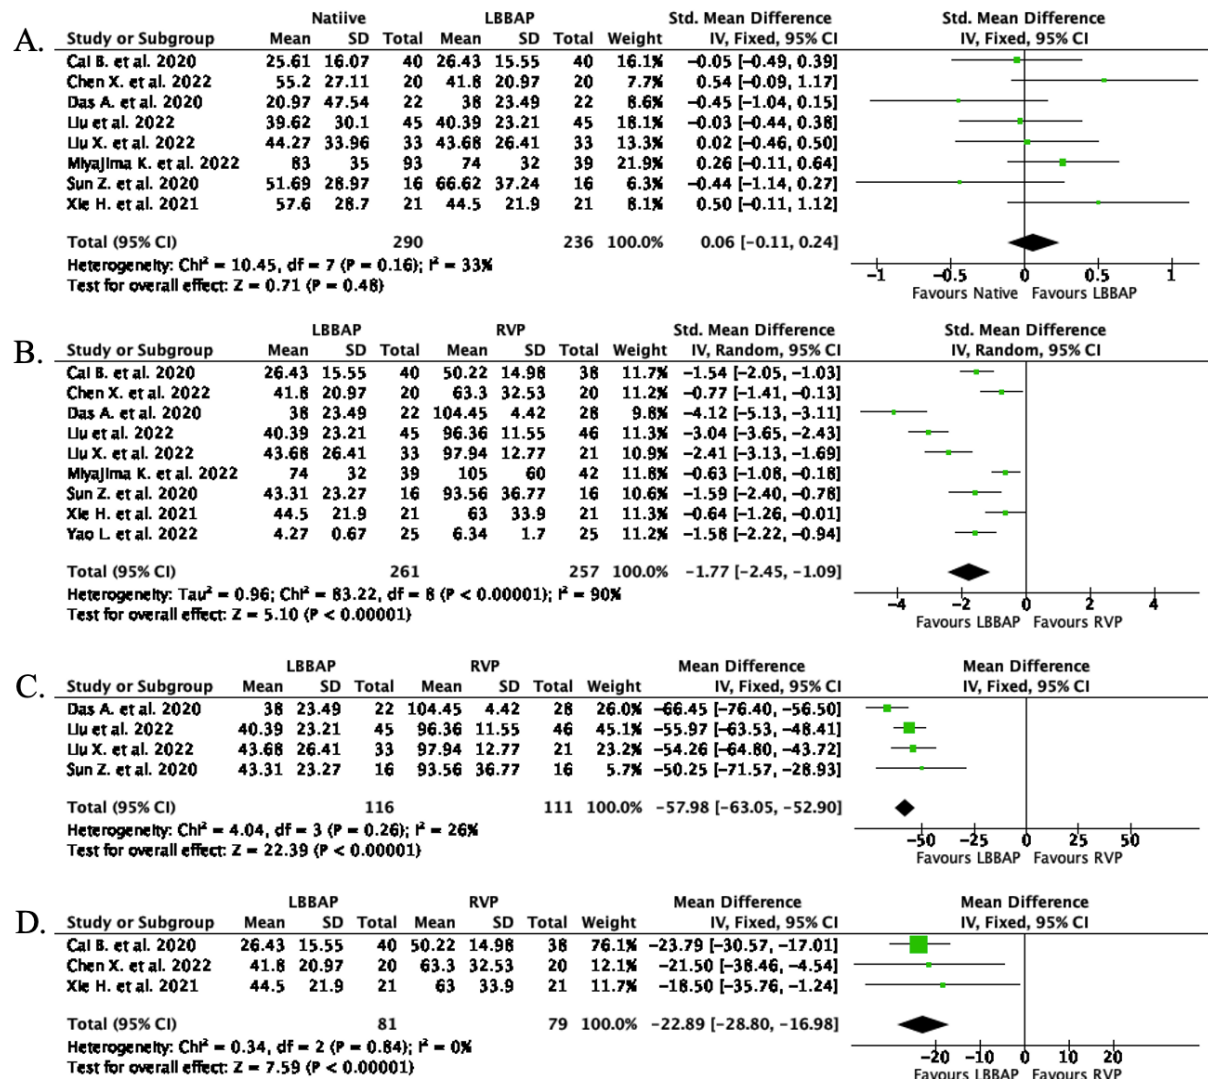 A.
Natiive LBBAP Std. Mean Difference Std. Mean Difference
Study or Subgroup Mean SD Total Mean SD Total Weight IV, Fixed, 95% CI IV, Fixed, 95% CI
Cai B. et al. 2020 25.61 16.07 40 26.43 15.55 40 16.1% −0.05 [−0.49, 0.39]
Chen X. et al. 2022 55.2 27.11 20 41.8 20.97 20 7.7% 0.54 [−0.09, 1.17]
Das A. et al. 2020 20.97 47.54 22 38 23.49 22 8.6% −0.45 [−1.04, 0.15]
Liu et al. 2022 39.62 30.1 45 40.39 23.21 45 18.1% −0.03 [−0.44, 0.38]
Liu X. et al. 2022 44.27 33.96 33 43.68 26.41 33 13.3% 0.02 [−0.46, 0.50]
Miyajima K. et al. 2022 83 35 93 74 32 39 21.9% 0.26 [−0.11, 0.64]
Sun Z. et al. 2020 51.69 28.97 16 66.62 37.24 16 6.3% −0.44 [−1.14, 0.27]
Xie H. et al. 2021 57.6 28.7 21 44.5 21.9 21 8.1% 0.50 [−0.11, 1.12]
Total (95% CI) 290 236 100.0% 0.06 [−0.11, 0.24]
Heterogeneity: Chi² = 10.45, df = 7 (P = 0.16); I² = 33%
Test for overall effect: Z = 0.71 (P = 0.48)
−1 −0.5 0 0.5 1
Favours Native Favours LBBAP
B.
LBBAP RVP Std. Mean Difference Std. Mean Difference
Study or Subgroup Mean SD Total Mean SD Total Weight IV, Random, 95% CI IV, Random, 95% CI
Cai B. et al. 2020 26.43 15.55 40 50.22 14.98 38 11.7% −1.54 [−2.05, −1.03]
Chen X. et al. 2022 41.8 20.97 20 63.3 32.53 20 11.2% −0.77 [−1.41, −0.13]
Das A. et al. 2020 38 23.49 22 104.45 4.42 28 9.8% −4.12 [−5.13, −3.11]
Liu et al. 2022 40.39 23.21 45 96.36 11.55 46 11.3% −3.04 [−3.65, −2.43]
Liu X. et al. 2022 43.68 26.41 33 97.94 12.77 21 10.9% −2.41 [−3.13, −1.69]
Miyajima K. et al. 2022 74 32 39 105 60 42 11.8% −0.63 [−1.08, −0.18]
Sun Z. et al. 2020 43.31 23.27 16 93.56 36.77 16 10.6% −1.59 [−2.40, −0.78]
Xie H. et al. 2021 44.5 21.9 21 63 33.9 21 11.3% −0.64 [−1.26, −0.01]
Yao L. et al. 2022 4.27 0.67 25 6.34 1.7 25 11.2% −1.58 [−2.22, −0.94]
Total (95% CI) 261 257 100.0% −1.77 [−2.45, −1.09]
Heterogeneity: Tau² = 0.96; Chi² = 83.22, df = 8 (P < 0.00001); I² = 90%
Test for overall effect: Z = 5.10 (P < 0.00001)
−4 −2 0 2 4
Favours LBBAP Favours RVP
C.
LBBAP RVP Mean Difference Mean Difference
Study or Subgroup Mean SD Total Mean SD Total Weight IV, Fixed, 95% CI IV, Fixed, 95% CI
Das A. et al. 2020 38 23.49 22 104.45 4.42 28 26.0% −66.45 [−76.40, −56.50]
Liu et al. 2022 40.39 23.21 45 96.36 11.55 46 45.1% −55.97 [−63.53, −48.41]
Liu X. et al. 2022 43.68 26.41 33 97.94 12.77 21 23.2% −54.26 [−64.80, −43.72]
Sun Z. et al. 2020 43.31 23.27 16 93.56 36.77 16 5.7% −50.25 [−71.57, −28.93]
Total (95% CI) 116 111 100.0% −57.98 [−63.05, −52.90]
Heterogeneity: Chi² = 4.04, df = 3 (P = 0.26); I² = 26%
Test for overall effect: Z = 22.39 (P < 0.00001)
−50 −25 0 25 50
Favours LBBAP Favours RVP
D.
LBBAP RVP Mean Difference Mean Difference
Study or Subgroup Mean SD Total Mean SD Total Weight IV, Fixed, 95% CI IV, Fixed, 95% CI
Cai B. et al. 2020 26.43 15.55 40 50.22 14.98 38 76.1% −23.79 [−30.57, −17.01]
Chen X. et al. 2022 41.8 20.97 20 63.3 32.53 20 12.1% −21.50 [−38.46, −4.54]
Xie H. et al. 2021 44.5 21.9 21 63 33.9 21 11.7% −18.50 [−35.76, −1.24]
Total (95% CI) 81 79 100.0% −22.89 [−28.80, −16.98]
Heterogeneity: Chi² = 0.34, df = 2 (P = 0.84); I² = 0%
Test for overall effect: Z = 7.59 (P < 0.00001)
−20 −10 0 10 20
Favours LBBAP Favours RVP